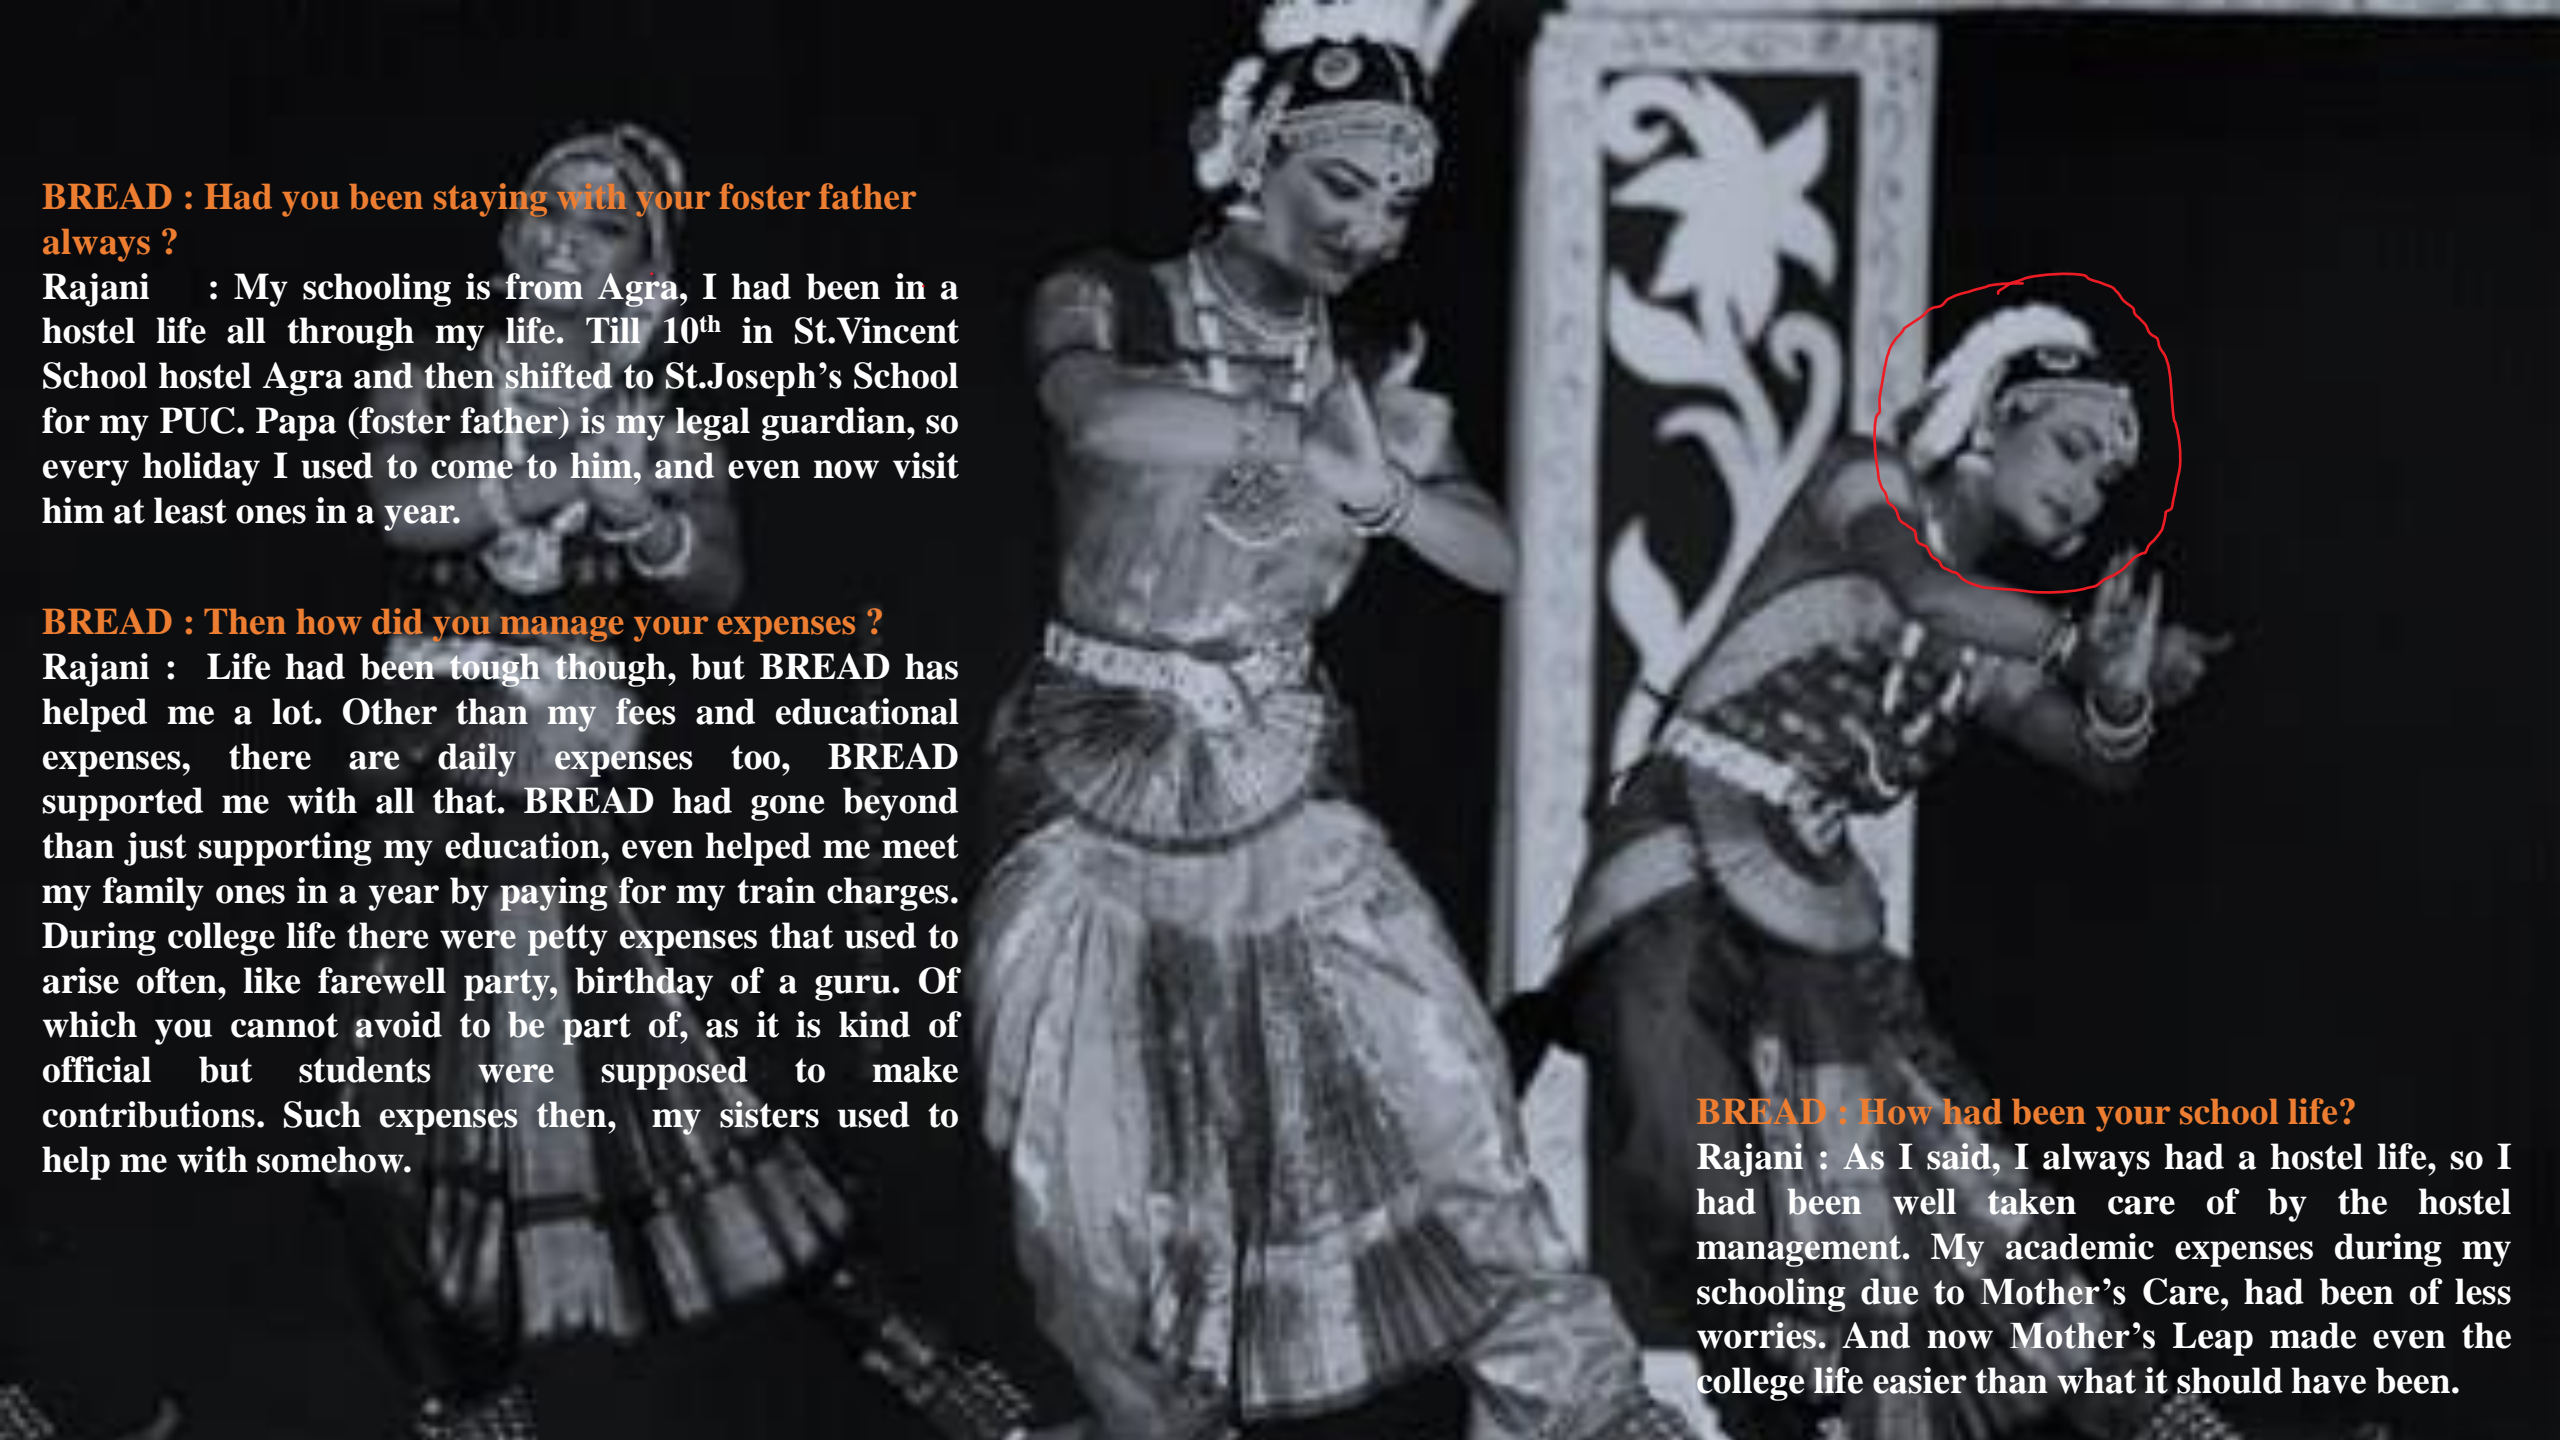 BREAD : Had you been staying with your foster father
always ?
Rajani : My schooling is from Agra, I had been in a
hostel life all through my life. Till 10th in St.Vincent
School hostel Agra and then shifted to St.Joseph’s School
for my PUC. Papa (foster father) is my legal guardian, so
every holiday I used to come to him, and even now visit
him at least ones in a year.
BREAD : Then how did you manage your expenses ?
Rajani : Life had been tough though, but BREAD has
helped me a lot. Other than my fees and educational
expenses, there are daily expenses too, BREAD
supported me with all that. BREAD had gone beyond
than just supporting my education, even helped me meet
my family ones in a year by paying for my train charges.
During college life there were petty expenses that used to
arise often, like farewell party, birthday of a guru. Of
which you cannot avoid to be part of, as it is kind of
official but students were supposed to make
contributions. Such expenses then, my sisters used to
help me with somehow.
BREAD : How had been your school life?
Rajani : As I said, I always had a hostel life, so I
had been well taken care of by the hostel
management. My academic expenses during my
schooling due to Mother’s Care, had been of less
worries. And now Mother’s Leap made even the
college life easier than what it should have been.